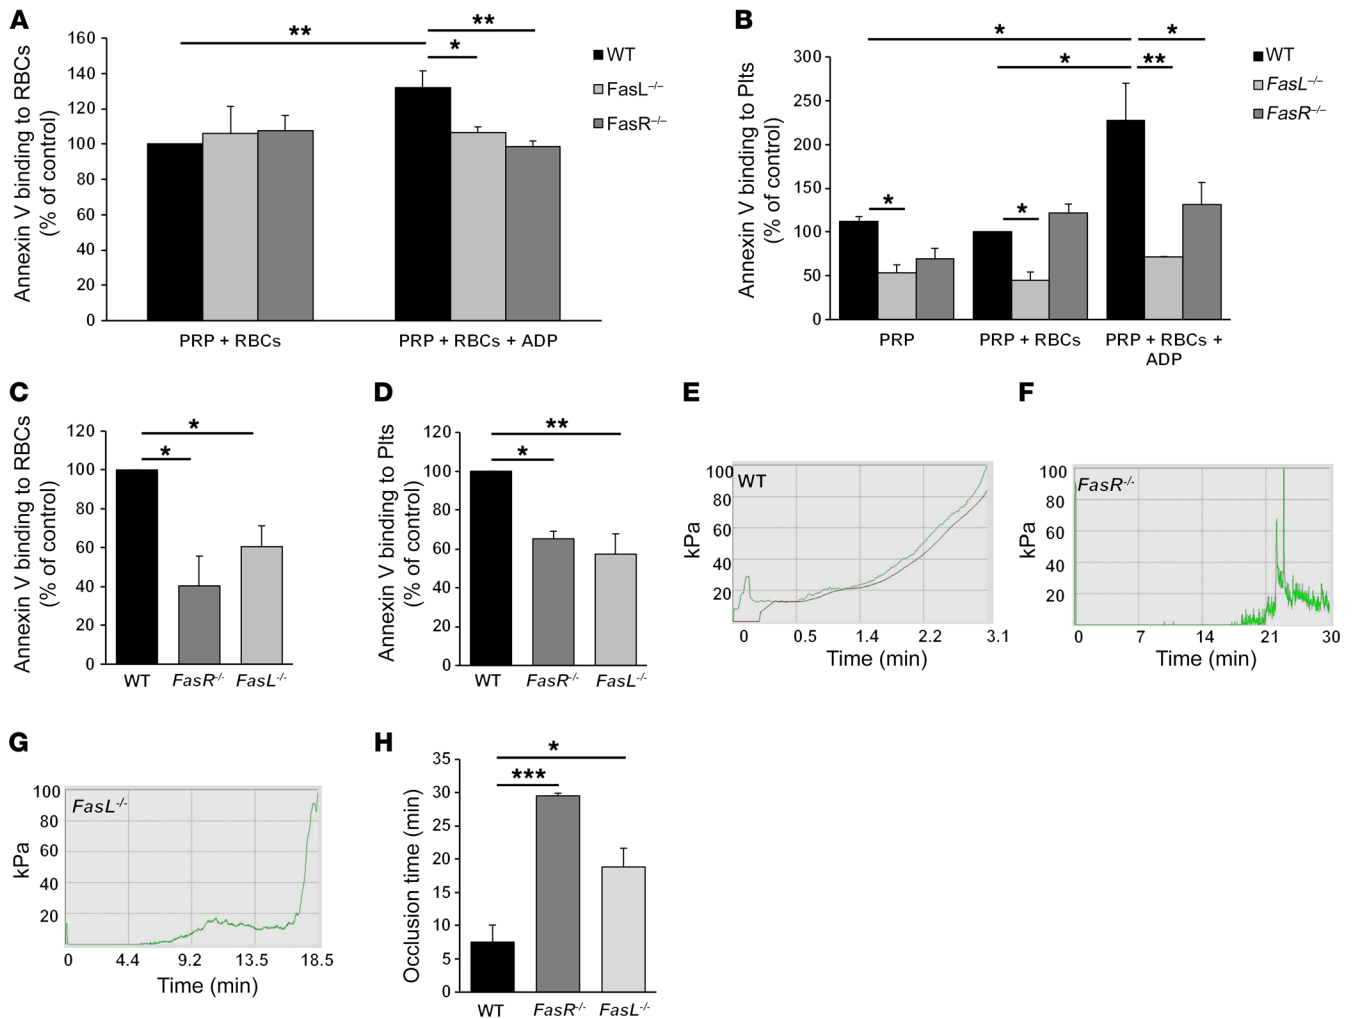 A
Annexin V binding to RBCs
(% of control)
160
140
120
100
80
60
40
20
0
**
**
*
WT
FasL–/–
FasR–/–
PRP + RBCs
PRP + RBCs + ADP
B
Annexin V binding to Plts
(% of control)
300
250
200
150
100
50
0
*
*
*
**
*
*
WT
FasL–/–
FasR–/–
PRP
PRP + RBCs
PRP + RBCs +
ADP
C
Annexin V binding to RBCs
(% of control)
120
100
80
60
40
20
0
*
*
WT
FasR-/-
FasL-/-
D
Annexin V binding to Plts
(% of control)
120
100
80
60
40
20
0
**
*
WT
FasR-/-
FasL-/-
E
kPa
100
80
60
40
20
WT
0 0.5 1.4 2.2 3.1
Time (min)
F
kPa
100
80
60
40
20
FasR-/-
0 7 14 21 30
Time (min)
G
kPa
100
80
60
40
20
FasL-/-
0 4.4 9.2 13.5 18.5
Time (min)
H
Occlusion time (min)
35
30
25
20
15
10
5
0
*
***
WT
FasR-/-
FasL-/-